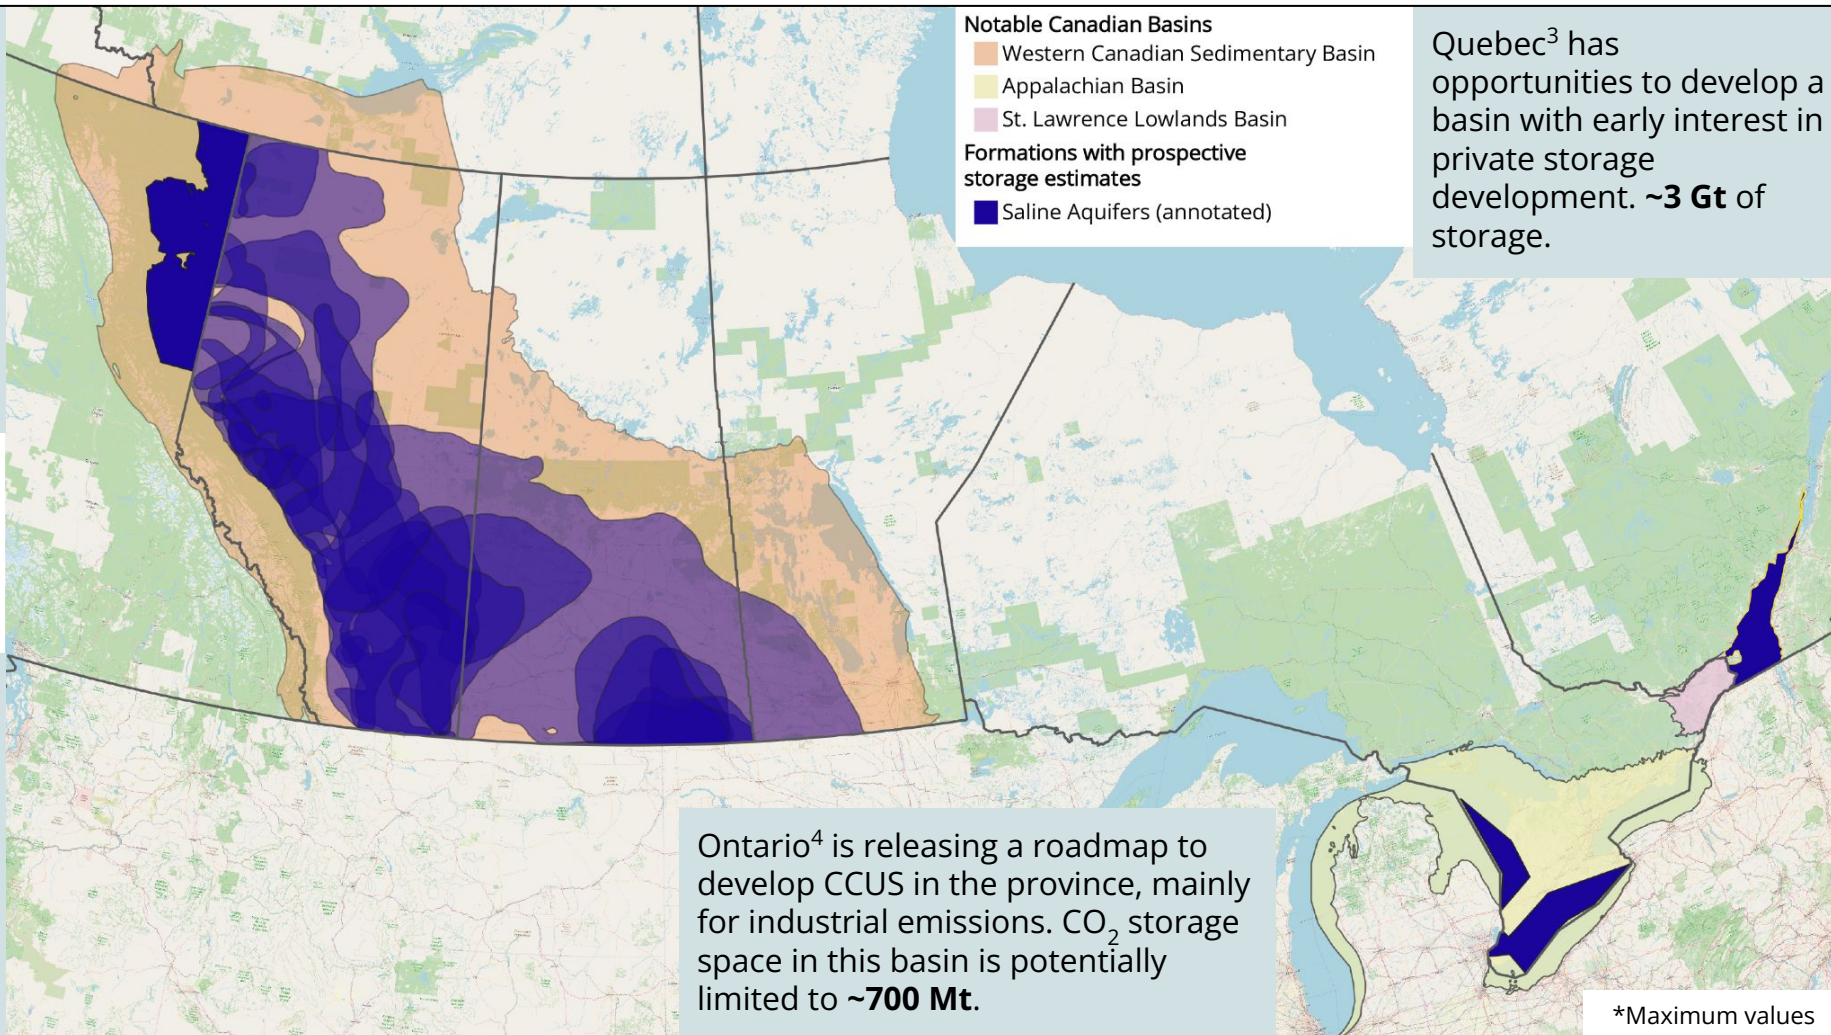 Notable Canadian Basins
Western Canadian Sedimentary Basin
Appalachian Basin
St. Lawrence Lowlands Basin
Formations with prospective
storage estimates
Saline Aquifers (annotated)
Quebec³ has
opportunities to develop a
basin with early interest in
private storage
development. ~3 Gt of
storage.
Ontario⁴ is releasing a roadmap to
develop CCUS in the province, mainly
for industrial emissions. CO₂ storage
space in this basin is potentially
limited to ~700 Mt.
*Maximum values